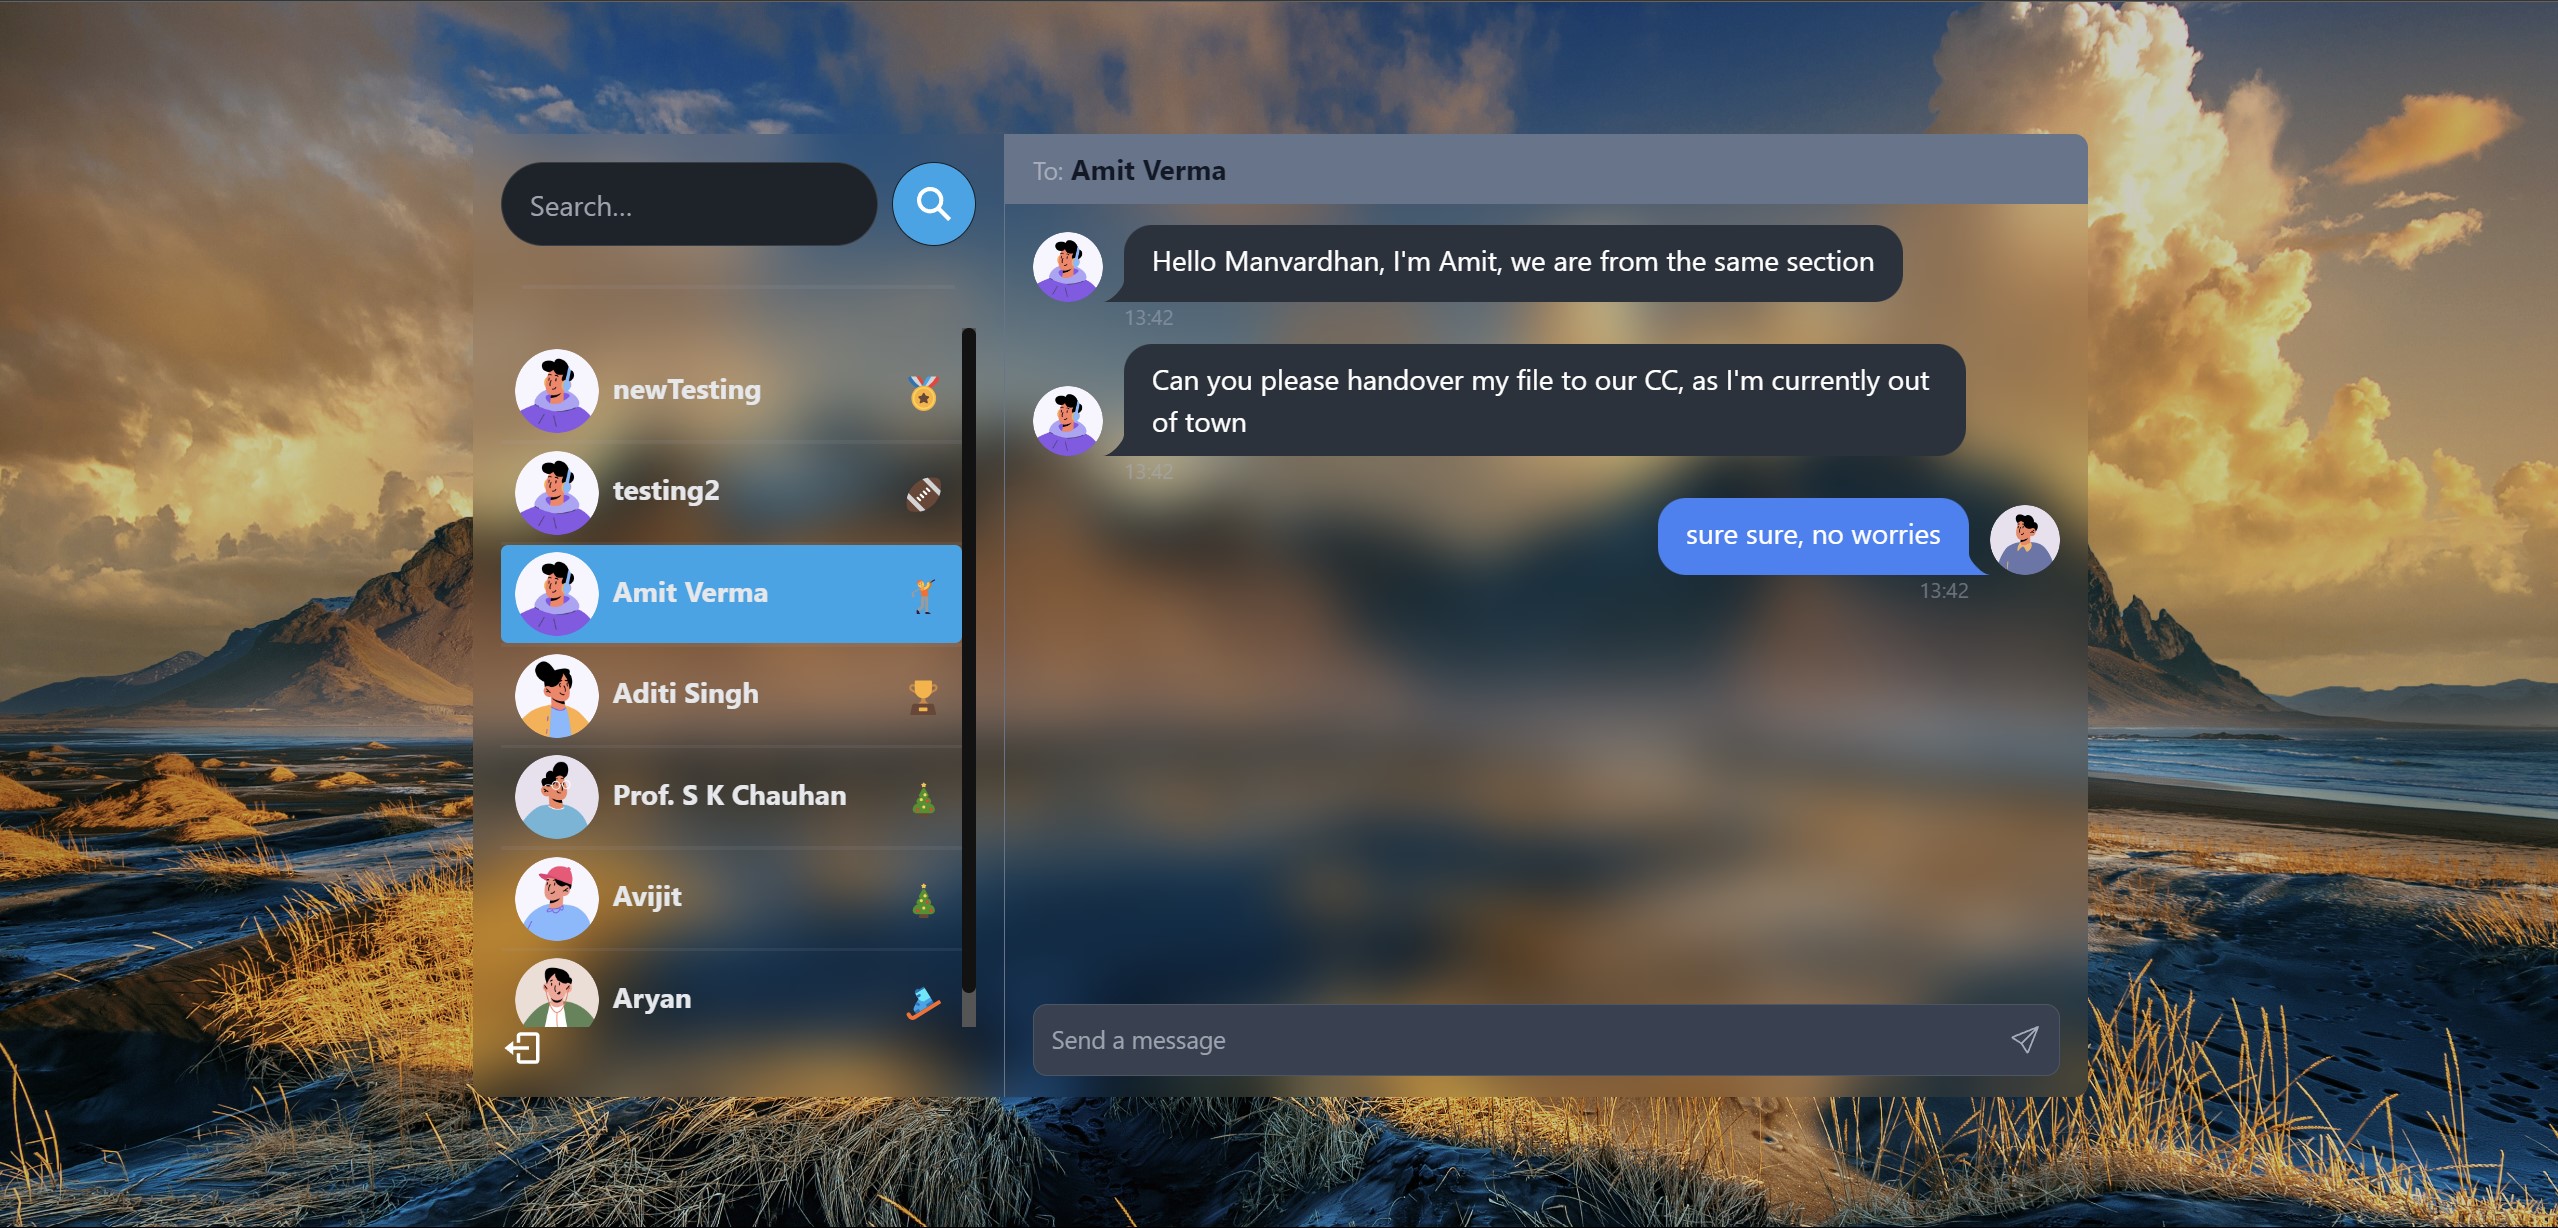 Search...
newTesting
testing2
Amit Verma
Aditi Singh
Prof. S K Chauhan
Avijit
Aryan
To: Amit Verma
Hello Manvardhan, I'm Amit, we are from the same section
13:42
Can you please handover my file to our CC, as I'm currently out
of town
13:42
sure sure, no worries
13:42
Send a message